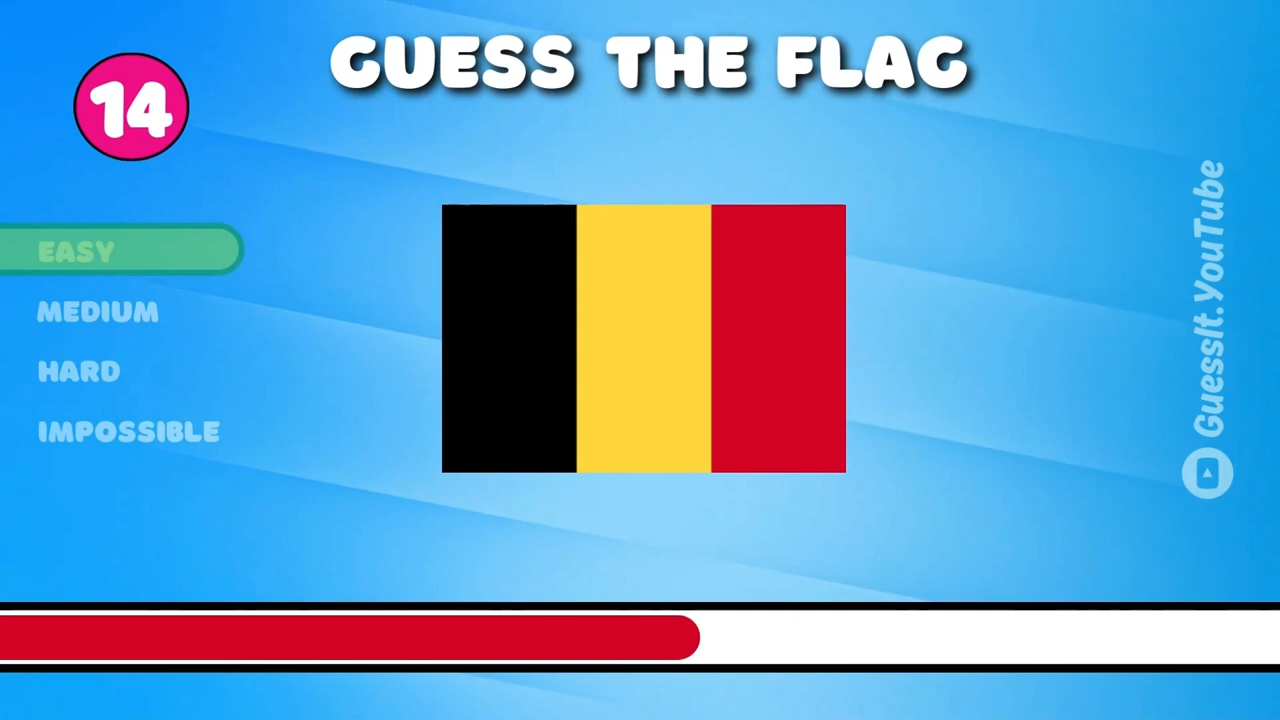 GUESS THE FLAG
14
EASY
MEDIUM
HARD
IMPOSSIBLE
GuessIt.YouTube